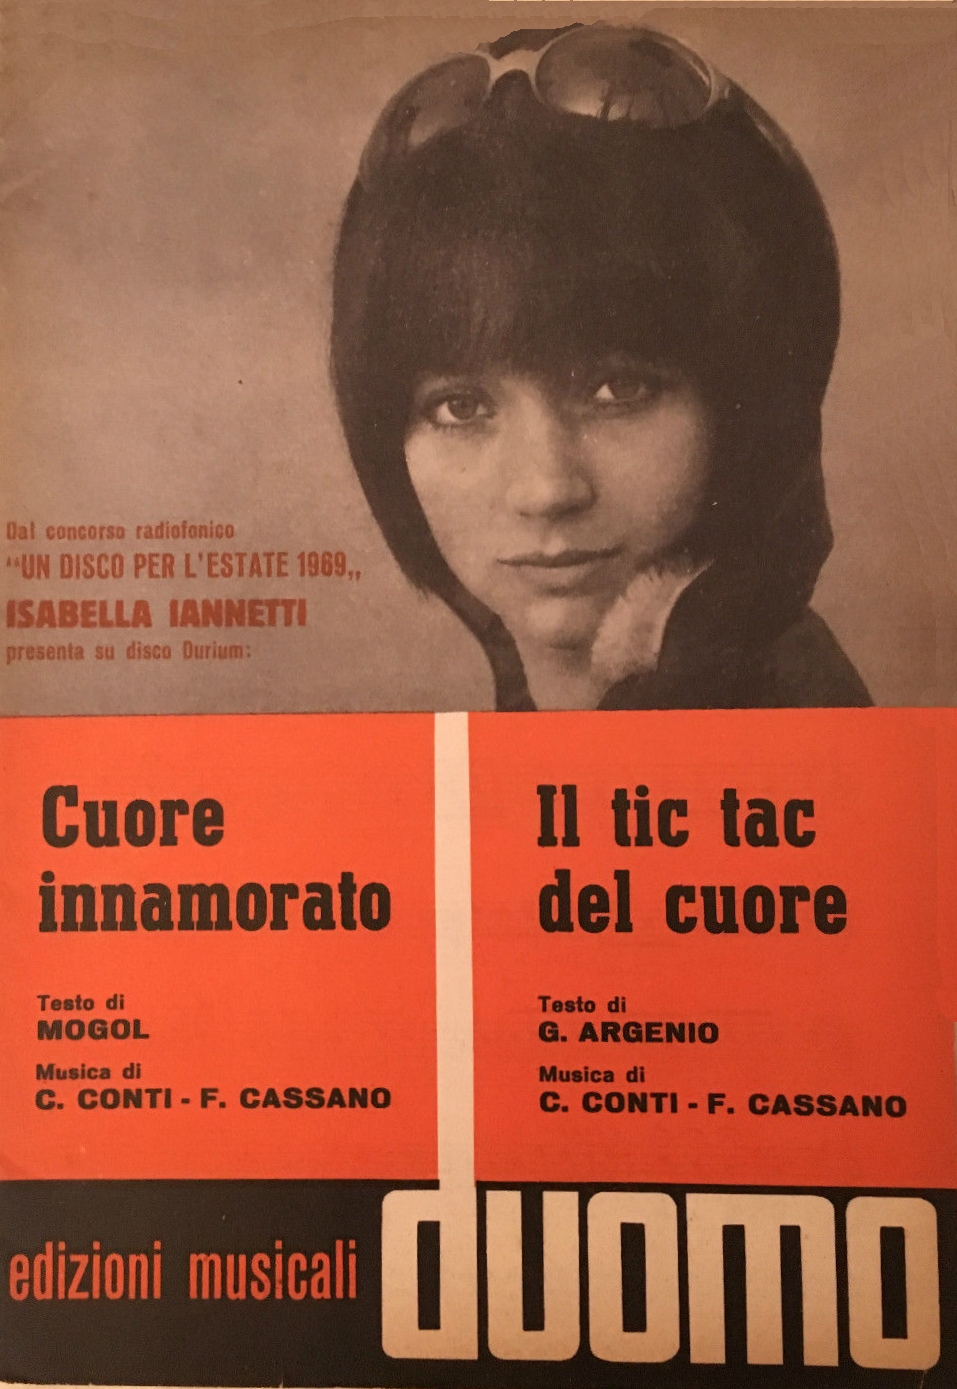 Dal concorso radiofonico
“UN DISCO PER L'ESTATE 1969„
ISABELLA IANNETTI
presenta su disco Durium:
Cuore
innamorato
Testo di
MOGOL
Musica di
C. CONTI - F. CASSANO
Il tic tac
del cuore
Testo di
G. ARGENIO
Musica di
C. CONTI - F. CASSANO
edizioni musicali duomo